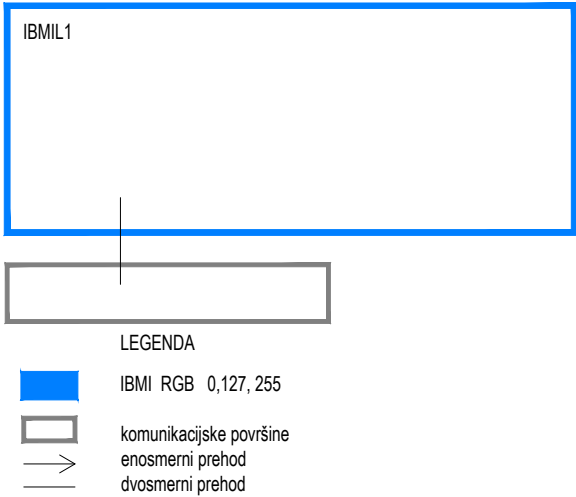 IBMIL1
LEGENDA
IBMI RGB 0,127, 255
komunikacijske površine
enosmerni prehod
dvosmerni prehod